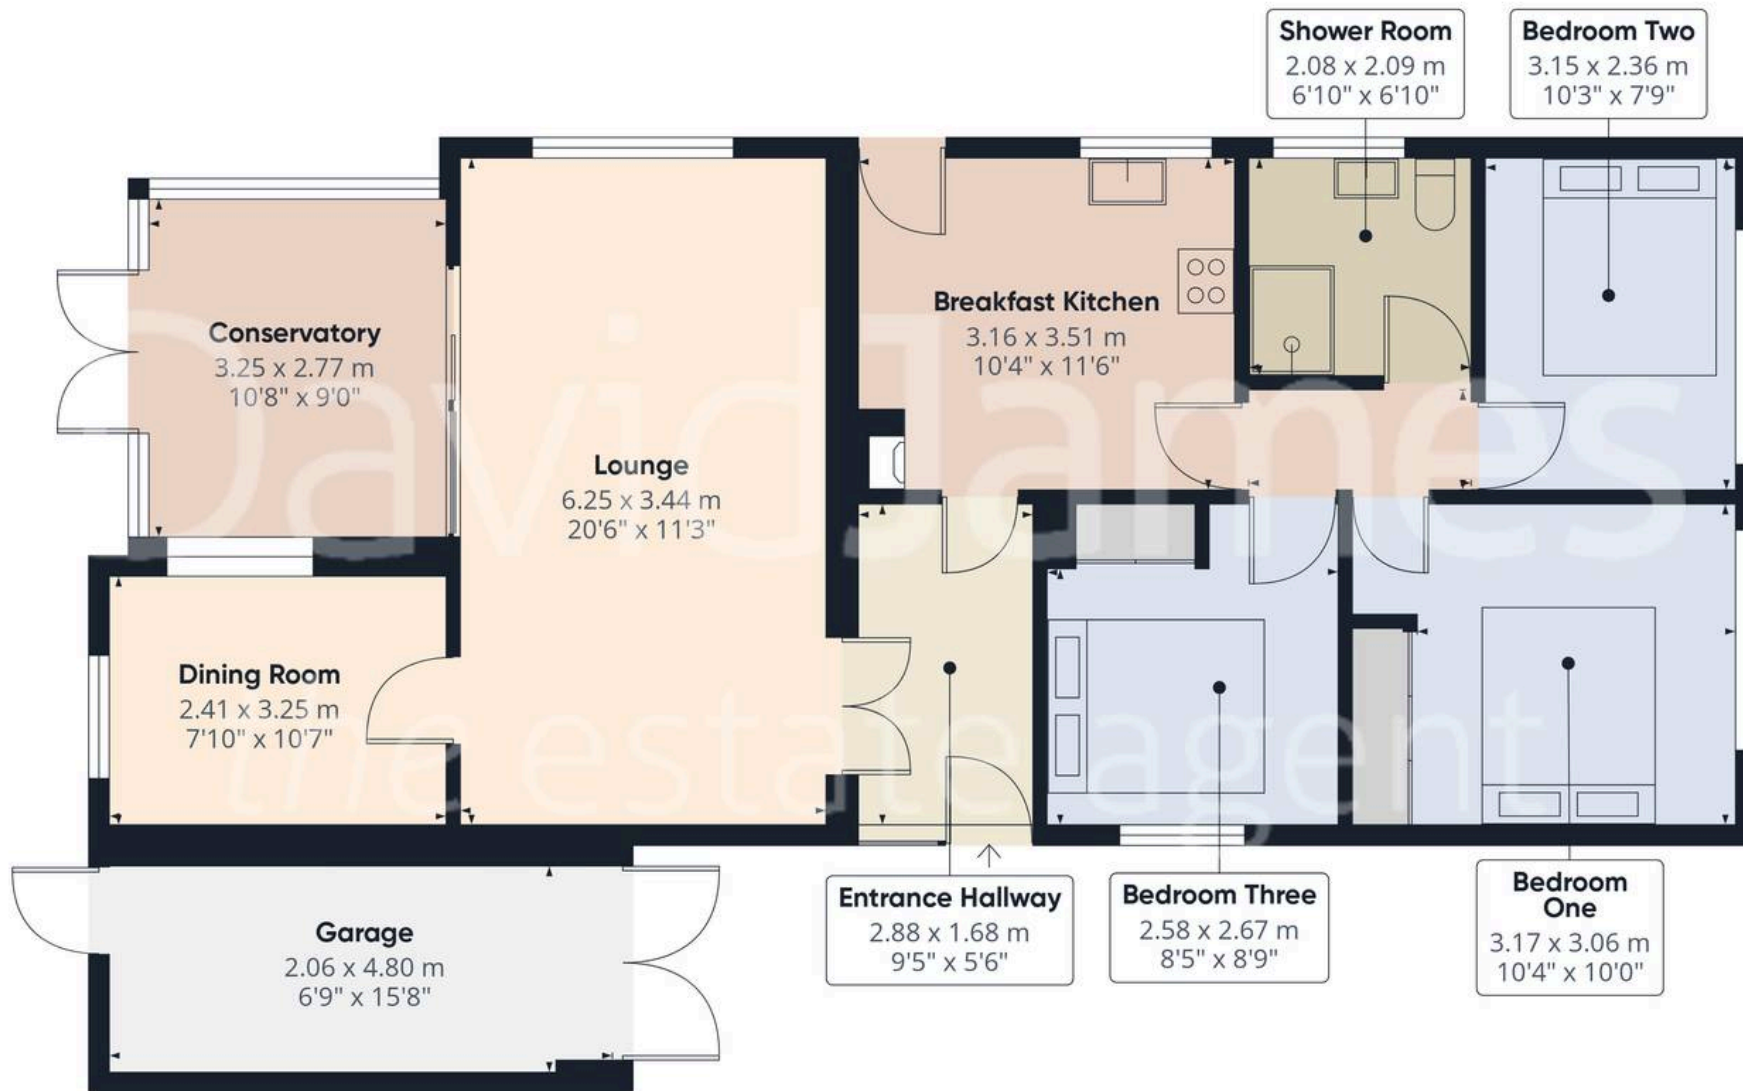 Shower Room
2.08 x 2.09 m
6'10" x 6'10"
Bedroom Two
3.15 x 2.36 m
10'3" x 7'9"
Conservatory
3.25 x 2.77 m
10'8" x 9'0"
Breakfast Kitchen
3.16 x 3.51 m
10'4" x 11'6"
Lounge
6.25 x 3.44 m
20'6" x 11'3"
Dining Room
2.41 x 3.25 m
7'10" x 10'7"
Garage
2.06 x 4.80 m
6'9" x 15'8"
Entrance Hallway
2.88 x 1.68 m
9'5" x 5'6"
Bedroom Three
2.58 x 2.67 m
8'5" x 8'9"
Bedroom
One
3.17 x 3.06 m
10'4" x 10'0"
DavidJames
the estate agent